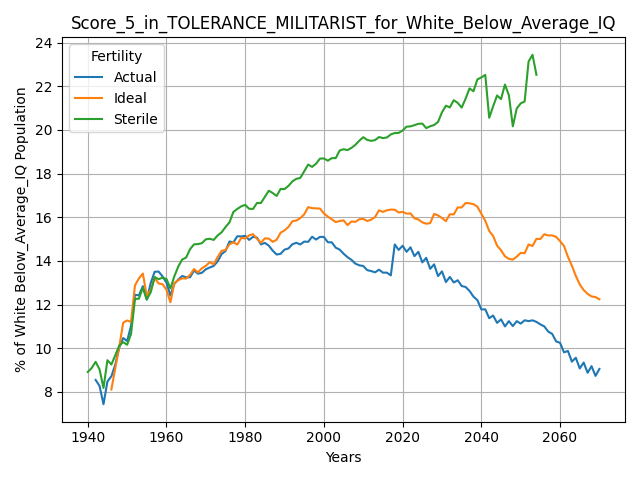 Score_5_in_TOLERANCE_MILITARIST_for_White_Below_Average_IQ
% of White Below_Average_IQ Population
24
22
20
18
16
14
12
10
8
Fertility
Actual
Ideal
Sterile
1940 1960 1980 2000 2020 2040 2060
Years